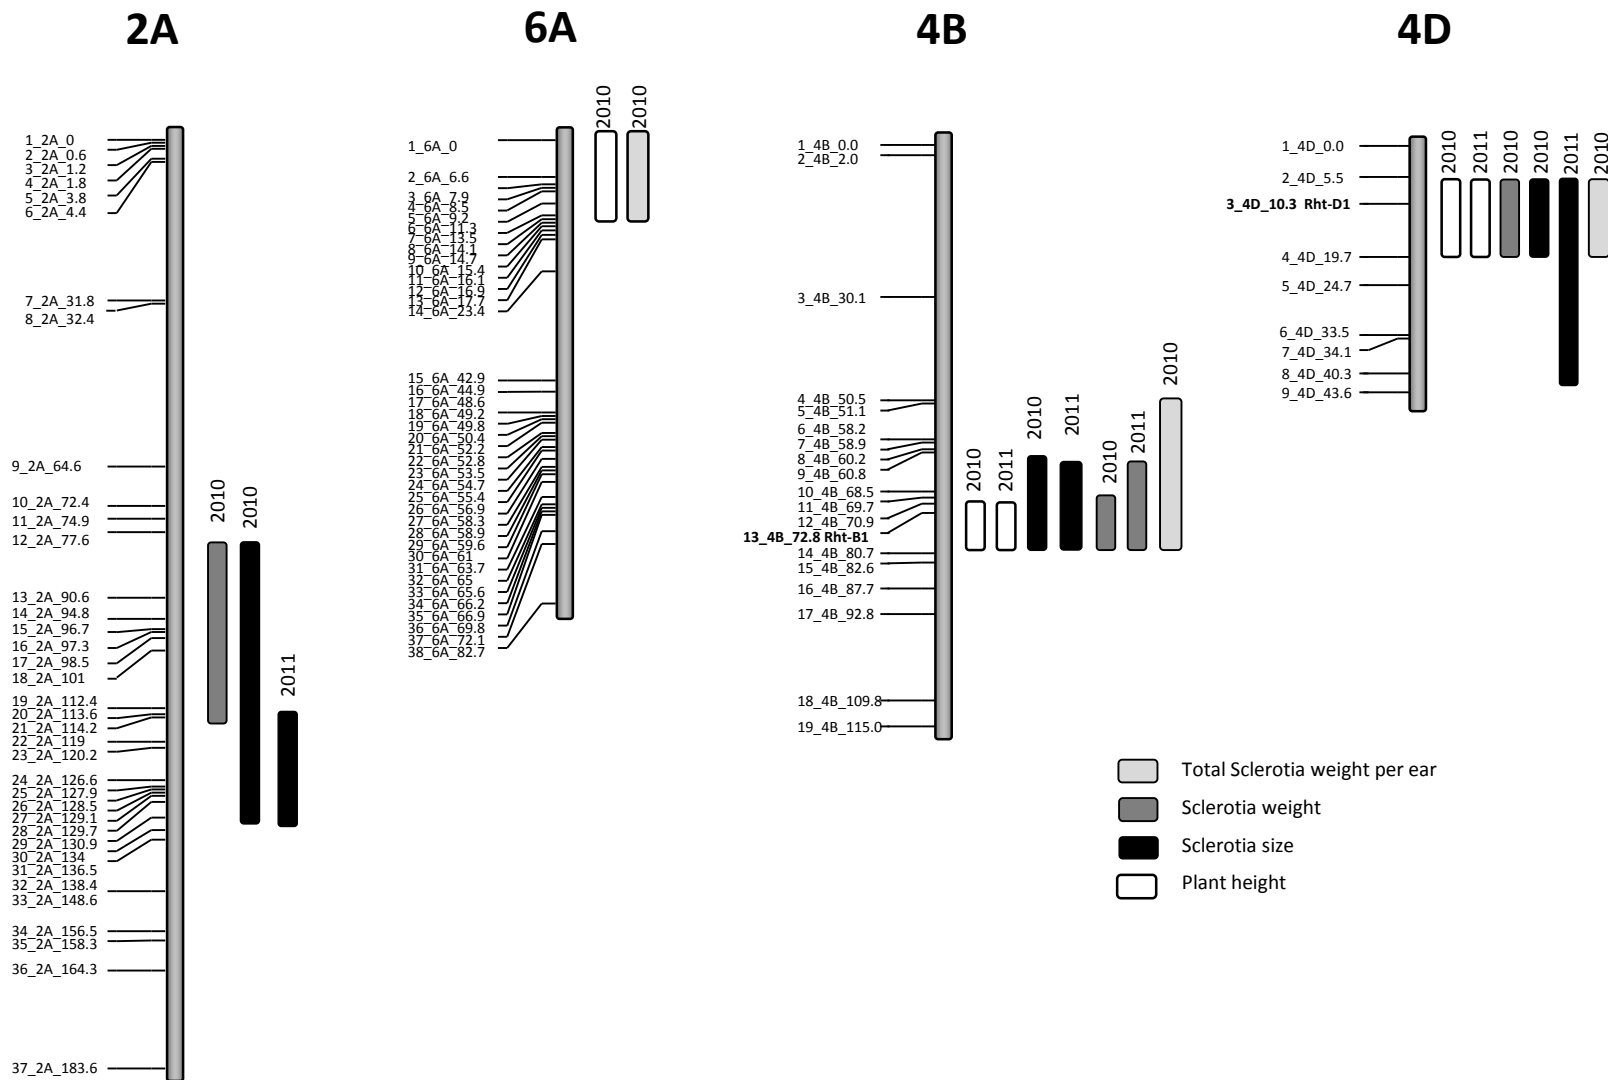 2A
6A
4B
4D
1_2A_0
2_2A_0.6
3_2A_1.2
4_2A_1.8
5_2A_3.8
6_2A_4.4
7_2A_31.8
8_2A_32.4
9_2A_64.6
10_2A_72.4
11_2A_74.9
12_2A_77.6
13_2A_90.6
14_2A_94.8
15_2A_96.7
16_2A_97.3
17_2A_98.5
18_2A_101
19_2A_112.4
20_2A_113.6
21_2A_114.2
22_2A_119
23_2A_120.2
24_2A_126.6
25_2A_127.9
26_2A_128.5
27_2A_129.1
28_2A_129.7
29_2A_130.9
30_2A_134
31_2A_136.5
32_2A_138.4
33_2A_148.6
34_2A_156.5
35_2A_158.3
36_2A_164.3
37_2A_183.6
2010
2010
2011
1_6A_0
2_6A_6.6
3_6A_7.9
4_6A_8.5
5_6A_9.2
6_6A_11.3
7_6A_13.5
8_6A_14.1
9_6A_14.7
10_6A_15.4
11_6A_16.1
12_6A_16.9
13_6A_17.7
14_6A_23.4
15_6A_42.9
16_6A_44.9
17_6A_48.6
18_6A_49.2
19_6A_49.8
20_6A_50.4
21_6A_52.2
22_6A_52.8
23_6A_53.5
24_6A_54.7
25_6A_55.4
26_6A_56.9
27_6A_58.3
28_6A_58.9
29_6A_59.6
30_6A_61
31_6A_63.7
32_6A_65
33_6A_65.6
34_6A_66.2
35_6A_66.9
36_6A_69.8
37_6A_72.1
38_6A_82.7
2010
2010
1_4B_0.0
2_4B_2.0
3_4B_30.1
4_4B_50.5
5_4B_51.1
6_4B_58.2
7_4B_58.9
8_4B_60.2
9_4B_60.8
10_4B_68.5
11_4B_69.7
12_4B_70.9
13_4B_72.8 Rht-B1
14_4B_80.7
15_4B_82.6
16_4B_87.7
17_4B_92.8
18_4B_109.8
19_4B_115.0
2010
2011
2010
2011
2010
2011
2010
1_4D_0.0
2_4D_5.5
3_4D_10.3 Rht-D1
4_4D_19.7
5_4D_24.7
6_4D_33.5
7_4D_34.1
8_4D_40.3
9_4D_43.6
2010
2011
2010
2010
2011
2010
Total Sclerotia weight per ear
Sclerotia weight
Sclerotia size
Plant height